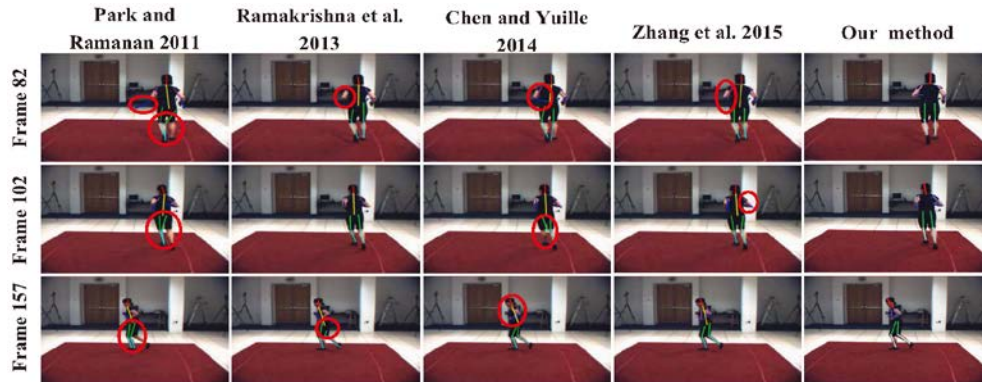 Park and
Ramanan 2011
Ramakrishna et al.
2013
Chen and Yuille
2014
Zhang et al. 2015
Our method
Frame 82
Frame 102
Frame 157